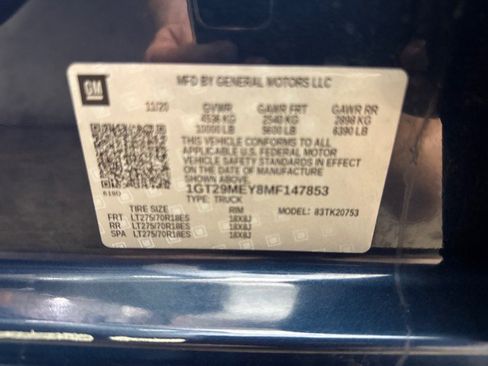 GM
MFD BY GENERAL MOTORS LLC
11/20 GVWR GAWR FRT GAWR RR
4536 KG 2540 KG 2898 KG
10000 LB 5600 LB 6390 LB
THIS VEHICLE CONFORMS TO ALL
APPLICABLE U.S. FEDERAL MOTOR
VEHICLE SAFETY STANDARDS IN EFFECT
ON THE DATE OF MANUFACTURE
SHOWN ABOVE.
1GT29MEY8MF147853
TYPE: TRUCK
TIRE SIZE RIM MODEL: 83TK20753
FRT LT275/70R18ES 18X8J
RR LT275/70R18ES 18X8J
SPA LT275/70R18ES 18X8J